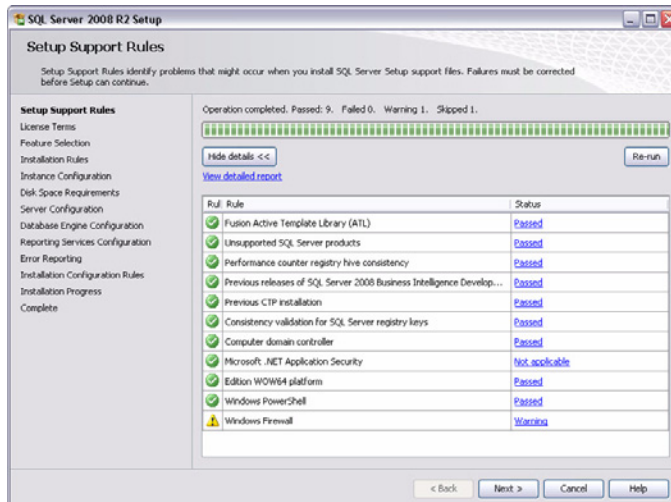 SQL Server 2008 R2 Setup
Setup Support Rules
Setup Support Rules identify problems that might occur when you install SQL Server Setup support files. Failures must be corrected
before Setup can continue.
Setup Support Rules
License Terms
Feature Selection
Installation Rules
Instance Configuration
Disk Space Requirements
Server Configuration
Database Engine Configuration
Reporting Services Configuration
Error Reporting
Installation Configuration Rules
Installation Progress
Complete
Operation completed. Passed: 9. Failed 0. Warning 1. Skipped 1.
Hide details <<
Re-run
View detailed report
Rul Rule Status
Fusion Active Template Library (ATL) Passed
Unsupported SQL Server products Passed
Performance counter registry hive consistency Passed
Previous releases of SQL Server 2008 Business Intelligence Develop... Passed
Previous CTP installation Passed
Consistency validation for SQL Server registry keys Passed
Computer domain controller Passed
Microsoft .NET Application Security Not applicable
Edition WOW64 platform Passed
Windows PowerShell Passed
Windows Firewall Warning
< Back Next > Cancel Help